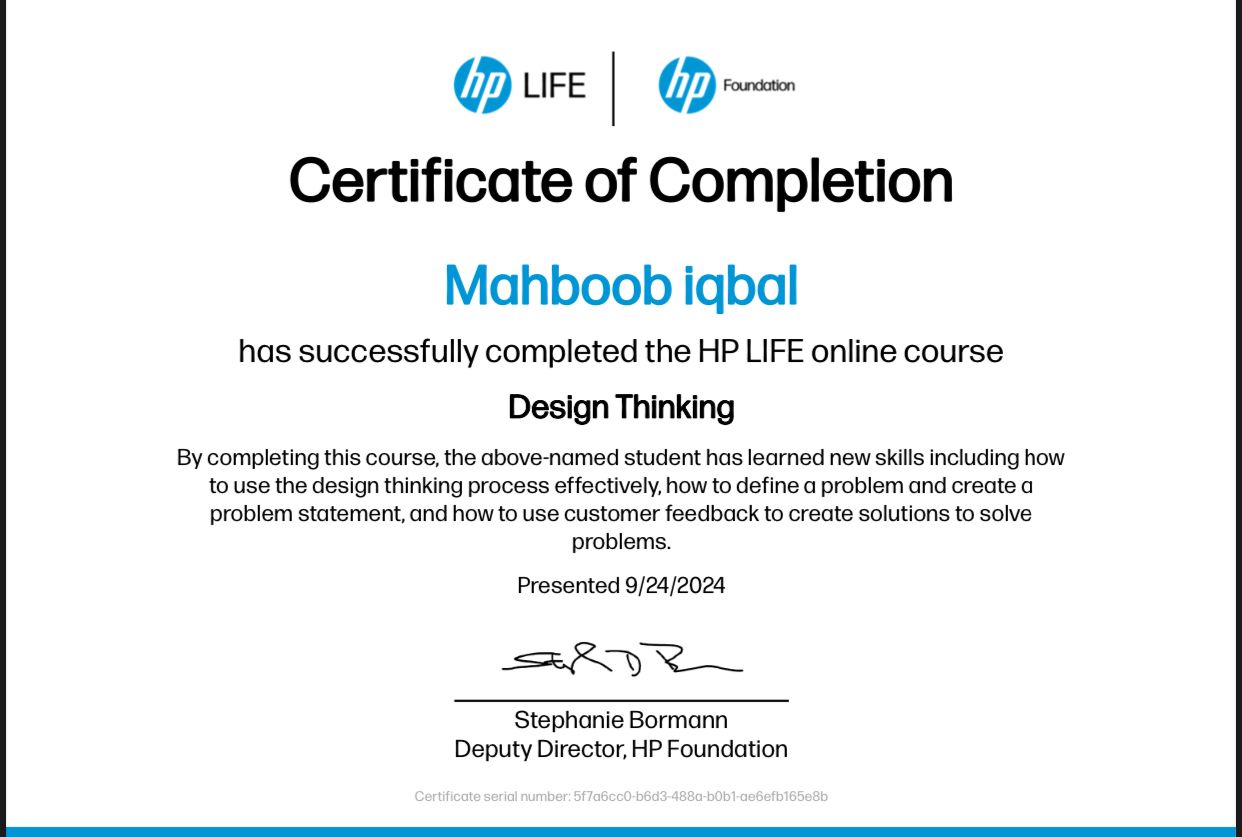 hp LIFE hp Foundation
Certificate of Completion
Mahboob iqbal
has successfully completed the HP LIFE online course
Design Thinking
By completing this course, the above-named student has learned new skills including how
to use the design thinking process effectively, how to define a problem and create a
problem statement, and how to use customer feedback to create solutions to solve
problems.
Presented 9/24/2024
Stephanie Bormann
Deputy Director, HP Foundation
Certificate serial number: 5f7a6cc0-b6d3-488a-b0b1-ae6efb165e8b